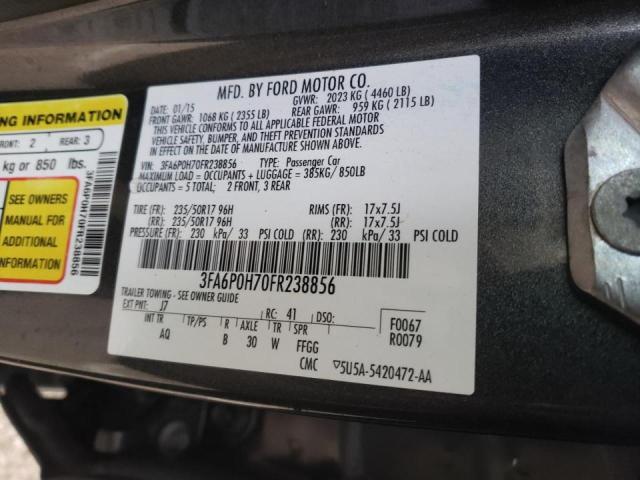 NG INFORMATION
FRONT: 2 REAR: 3
kg or 850 lbs.
SEE OWNERS
MANUAL FOR
ADDITIONAL
INFORMATION
3FA6P0H70FR238856
MFD. BY FORD MOTOR CO.
DATE: 01/15 GVWR: 2023 KG ( 4460 LB)
FRONT GAWR: 1068 KG ( 2355 LB) REAR GAWR: 959 KG ( 2115 LB)
THIS VEHICLE CONFORMS TO ALL APPLICABLE FEDERAL MOTOR
VEHICLE SAFETY, BUMPER, AND THEFT PREVENTION STANDARDS
IN EFFECT ON THE DATE OF MANUFACTURE SHOWN ABOVE.
VIN: 3FA6P0H70FR238856 TYPE: Passenger Car
MAXIMUM LOAD = OCCUPANTS + LUGGAGE = 385KG/ 850LB
OCCUPANTS = 5 TOTAL; 2 FRONT, 3 REAR
TIRE (FR): 235/50R17 96H RIMS (FR): 17x7.5J
(RR): 235/50R17 96H (RR): 17x7.5J
PRESSURE (FR): 230 kPa/ 33 PSI COLD (RR): 230 kPa/ 33 PSI COLD
3FA6P0H70FR238856
TRAILER TOWING - SEE OWNER GUIDE
EXT PNT: J7 RC: 41 DSO:
INT TR TP/PS R AXLE TR SPR
AQ B 30 W FFGG
F0067
R0079
CMC ▽5U5A-5420472-AA